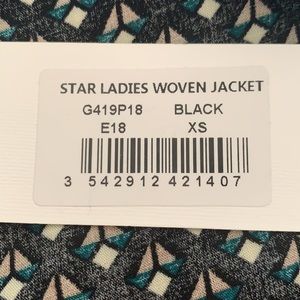 STAR LADIES WOVEN JACKET
G419P18 BLACK
E18 XS
3 542912 421407